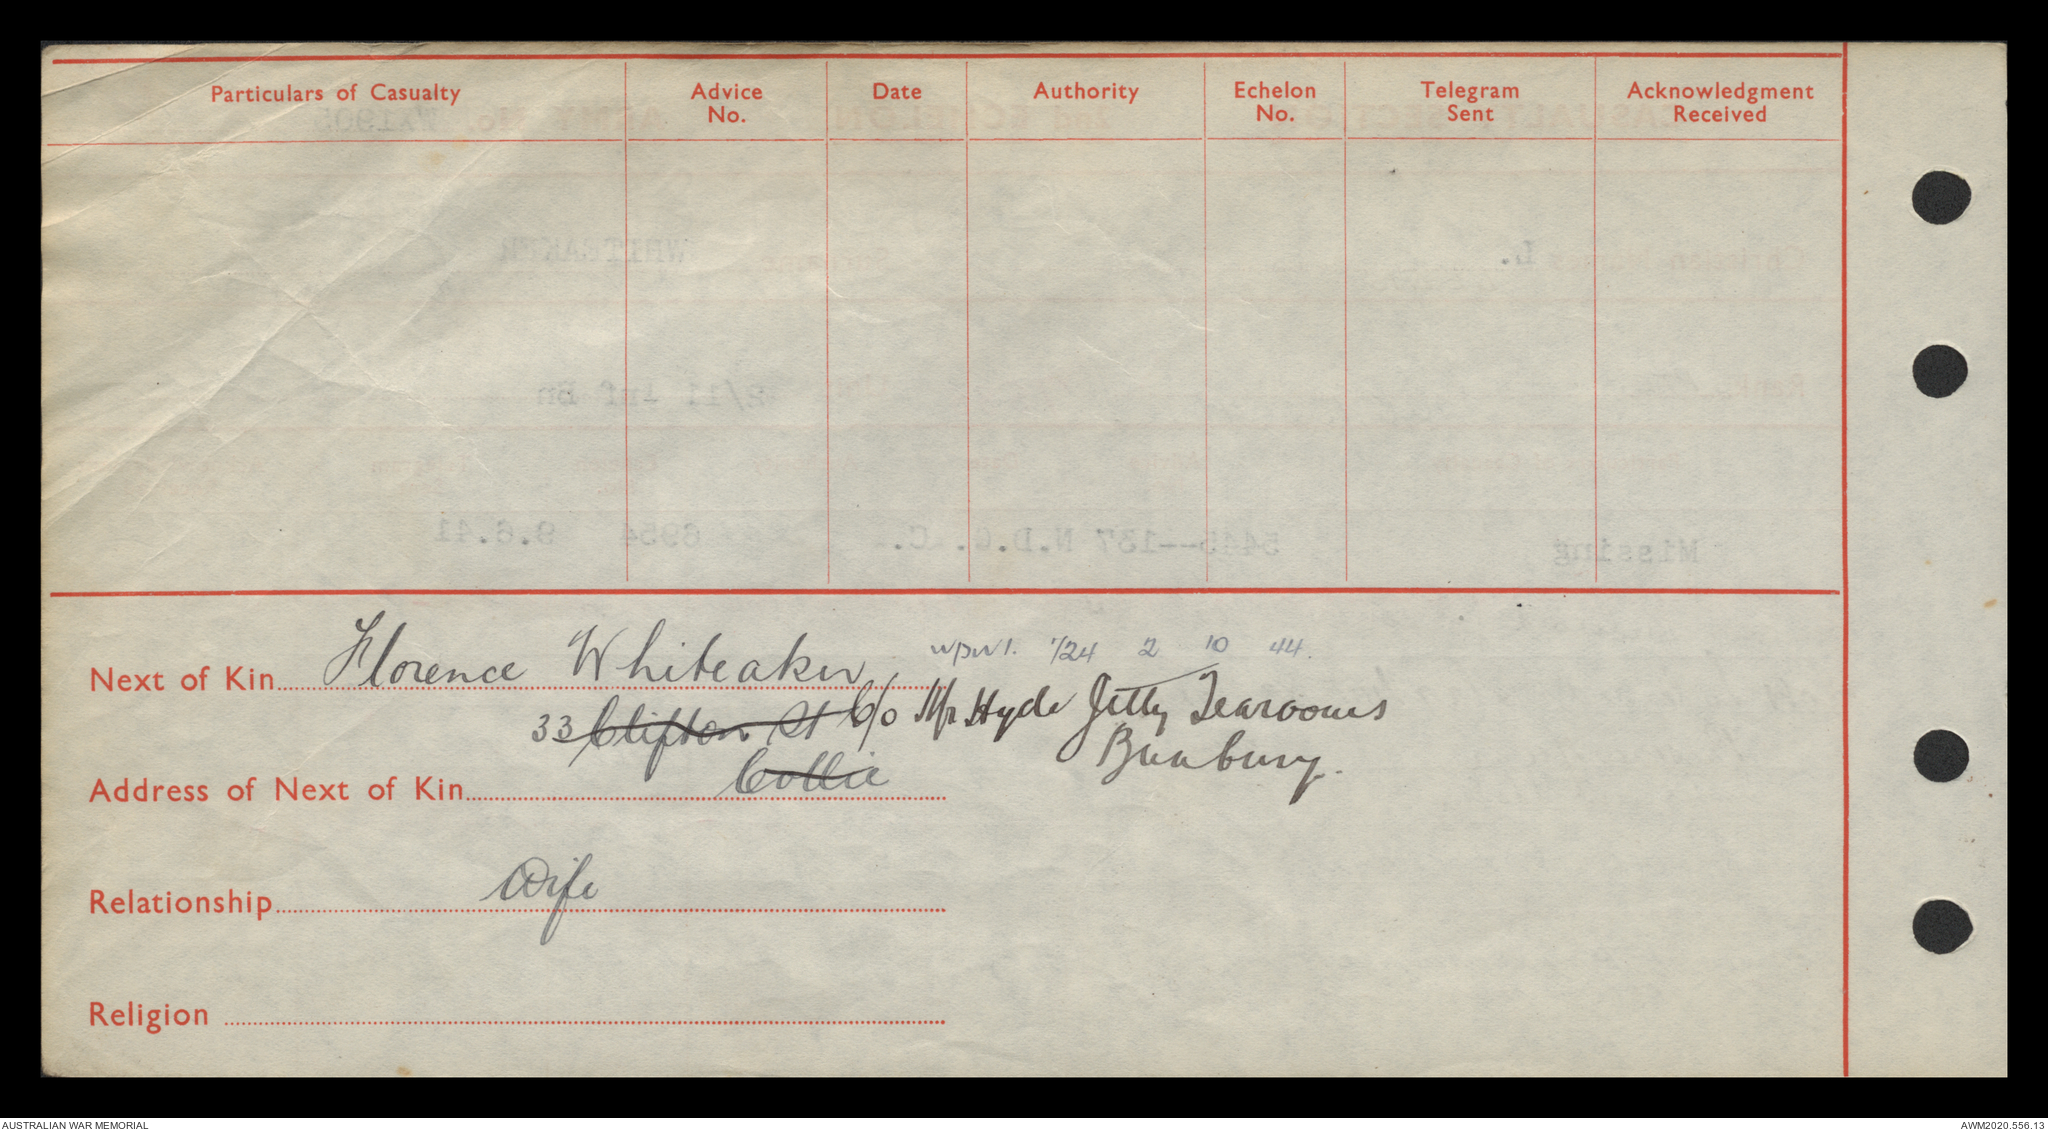 Particulars of Casualty Advice No. Date Authority Echelon No. Telegram Sent Acknowledgment Received
Next of Kin Florence Whiteaker
1/24 2 10 44.
33 Clifton St C/o Mr Hyde Jetty Tearooms
Bunbury.
Address of Next of Kin Collie
Relationship Wife
Religion
AUSTRALIAN WAR MEMORIAL
AWM2020.556.13